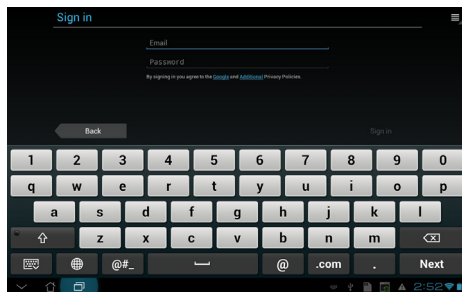 Sign in
Email
Password
By signing in you agree to the Google and Additional Privacy Policies.
Back
Sign in
1 2 3 4 5 6 7 8 9 0
q w e r t y u i o p
a s d f g h j k l
z x c v b n m
@#_ @ .com . Next
2:52